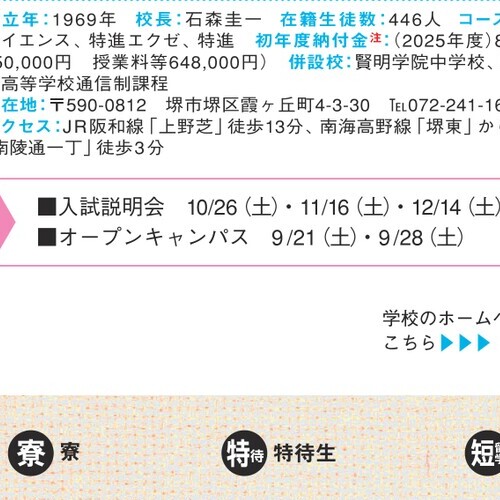 立年：1969年　校長：石森圭一　在籍生徒数：446人　コース
イエンス、特進エクゼ、特進　初年度納付金注：（2025年度）8
50,000円　授業料等648,000円）　併設校：賢明学院中学校、
高等学校通信制課程
在地：〒590-0812　堺市堺区霞ヶ丘町4-3-30　℡072-241-16
クセス：JR阪和線「上野芝」徒歩13分、南海高野線「堺東」から
南陵通一丁」徒歩3分
■入試説明会　10/26（土）・11/16（土）・12/14（土）
■オープンキャンパス　9/21（土）・9/28（土）
学校のホームペ
こちら▶▶▶
寮 寮　特待 特待生　短